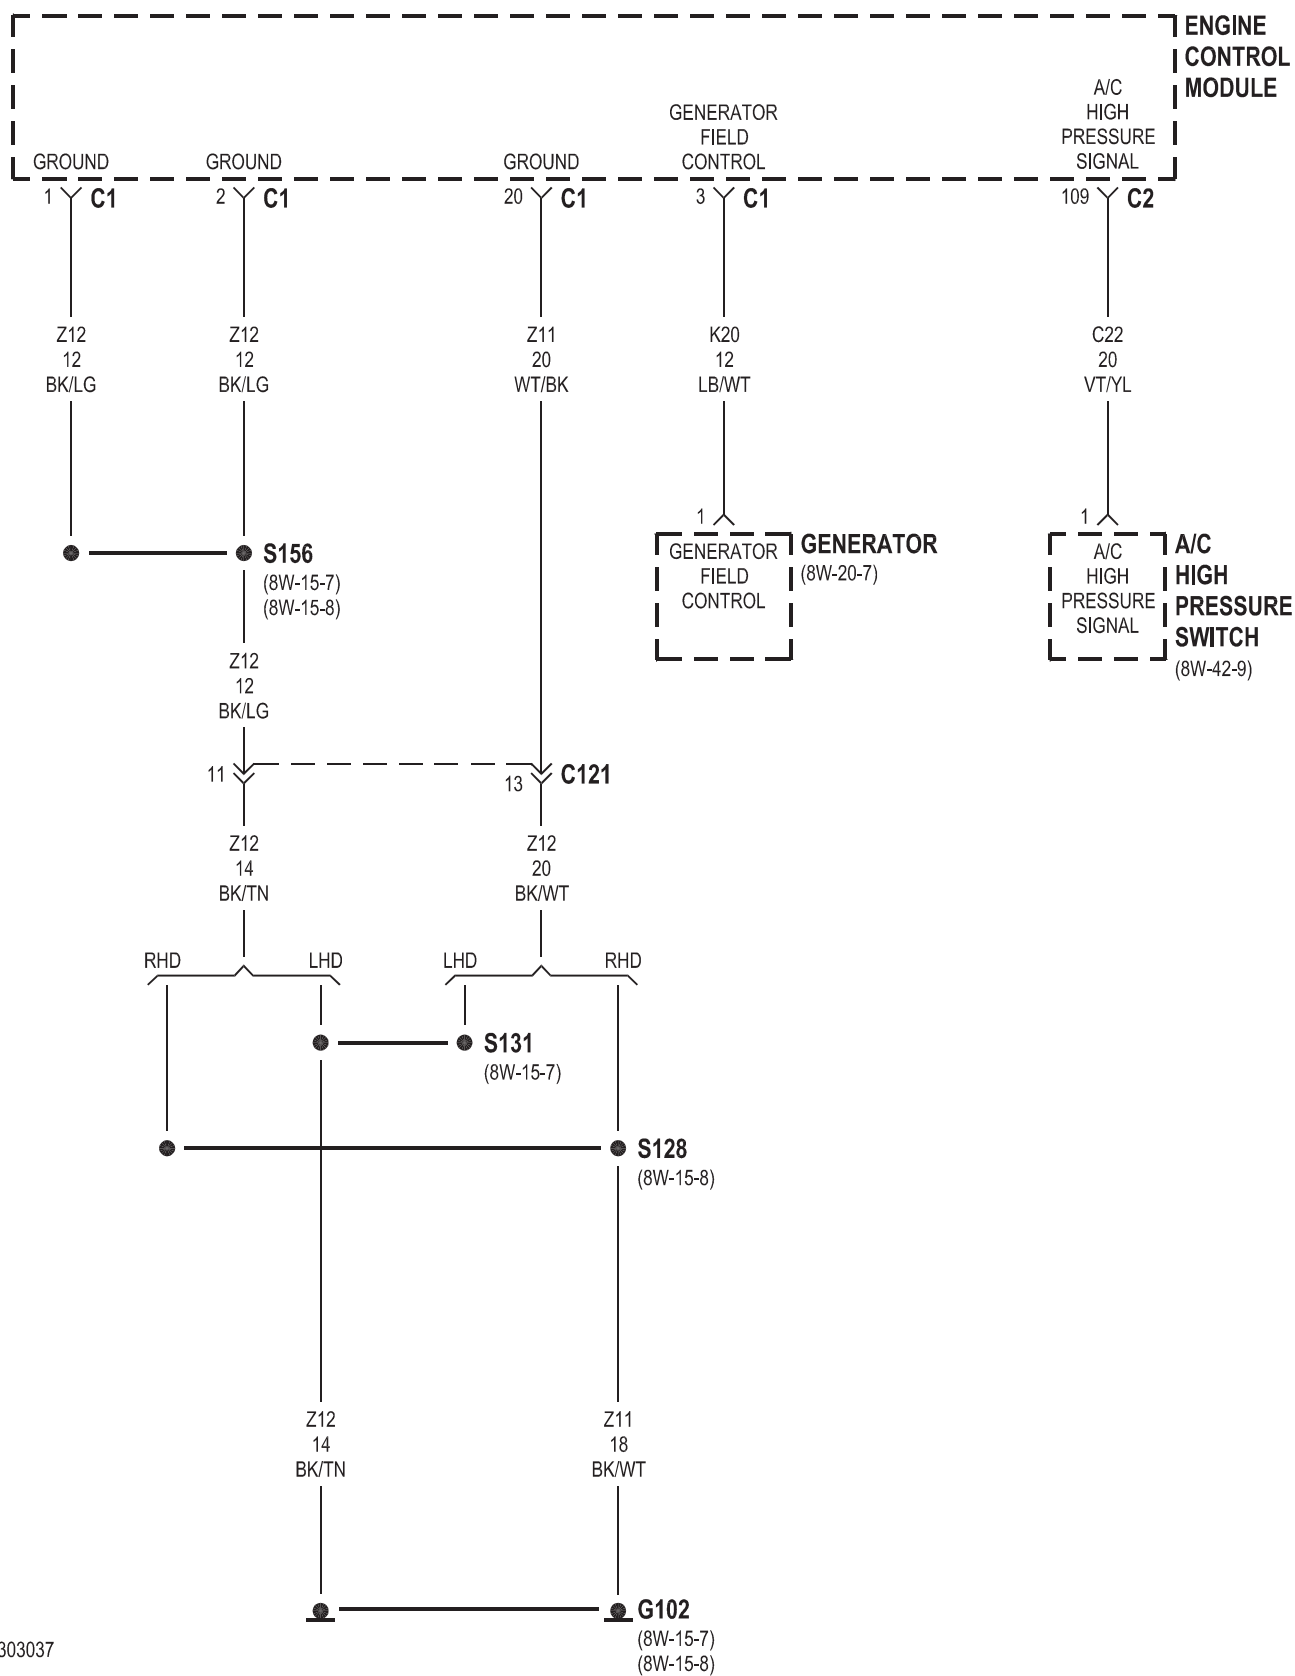 ENGINE
CONTROL
MODULE
A/C
HIGH
PRESSURE
SIGNAL
GENERATOR
FIELD
CONTROL
GROUND
GROUND
GROUND
1 C1
2 C1
20 C1
3 C1
109 C2
Z12
12
BK/LG
Z12
12
BK/LG
Z11
20
WT/BK
K20
12
LB/WT
C22
20
VT/YL
1
1
S156
(8W-15-7)
(8W-15-8)
GENERATOR
FIELD
CONTROL
GENERATOR
(8W-20-7)
A/C
HIGH
PRESSURE
SIGNAL
A/C
HIGH
PRESSURE
SWITCH
(8W-42-9)
Z12
12
BK/LG
11
13
C121
Z12
14
BK/TN
Z12
20
BK/WT
RHD
LHD
LHD
RHD
S131
(8W-15-7)
S128
(8W-15-8)
Z12
14
BK/TN
Z11
18
BK/WT
G102
(8W-15-7)
(8W-15-8)
303037